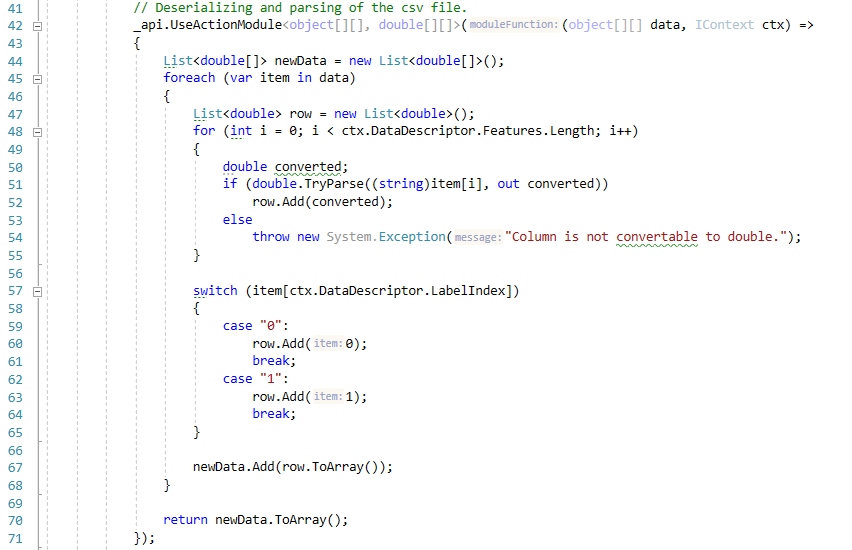 41 // Deserializing and parsing of the csv file.
42 _api.UseActionModule<object[][], double[][]>(moduleFunction: (object[][] data, IContext ctx) =>
43 {
44 List<double[]> newData = new List<double[]>();
45 foreach (var item in data)
46 {
47 List<double> row = new List<double>();
48 for (int i = 0; i < ctx.DataDescriptor.Features.Length; i++)
49 {
50 double converted;
51 if (double.TryParse((string)item[i], out converted))
52 row.Add(converted);
53 else
54 throw new System.Exception(message: "Column is not convertable to double.");
55 }
56
57 switch (item[ctx.DataDescriptor.LabelIndex])
58 {
59 case "0":
60 row.Add(item: 0);
61 break;
62 case "1":
63 row.Add(item: 1);
64 break;
65 }
66
67 newData.Add(row.ToArray());
68 }
69
70 return newData.ToArray();
71 });